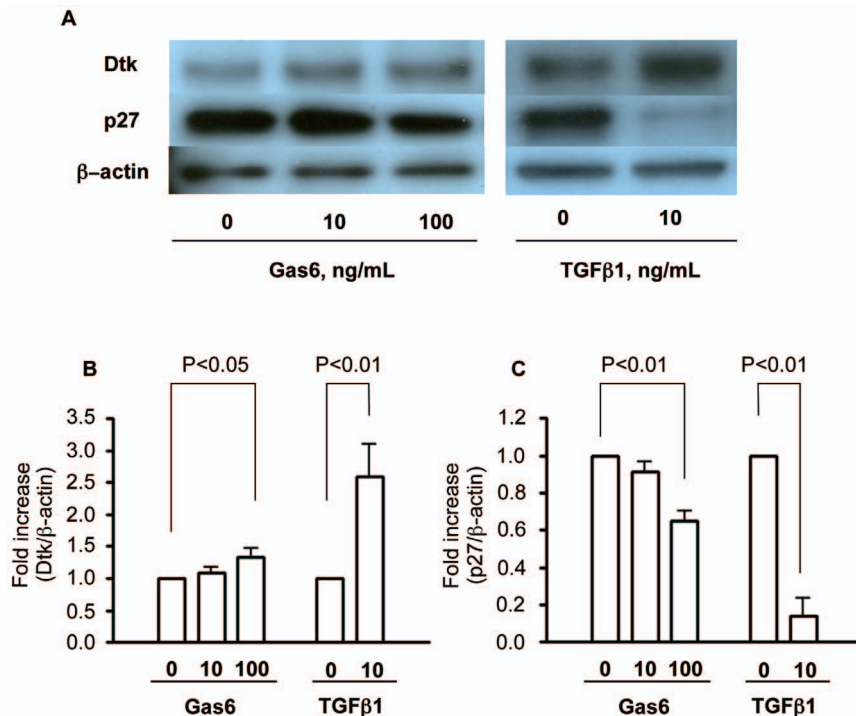 A
Dtk
p27
β–actin
0 10 100 0 10
Gas6, ng/mL TGFβ1, ng/mL
B P<0.05 P<0.01
3.5
3.0
2.5
2.0
1.5
1.0
0.5
0.0
Fold increase
(Dtk/β-actin)
0 10 100 0 10
Gas6 TGFβ1
C P<0.01 P<0.01
1.2
1.0
0.8
0.6
0.4
0.2
0.0
Fold increase
(p27/β-actin)
0 10 100 0 10
Gas6 TGFβ1